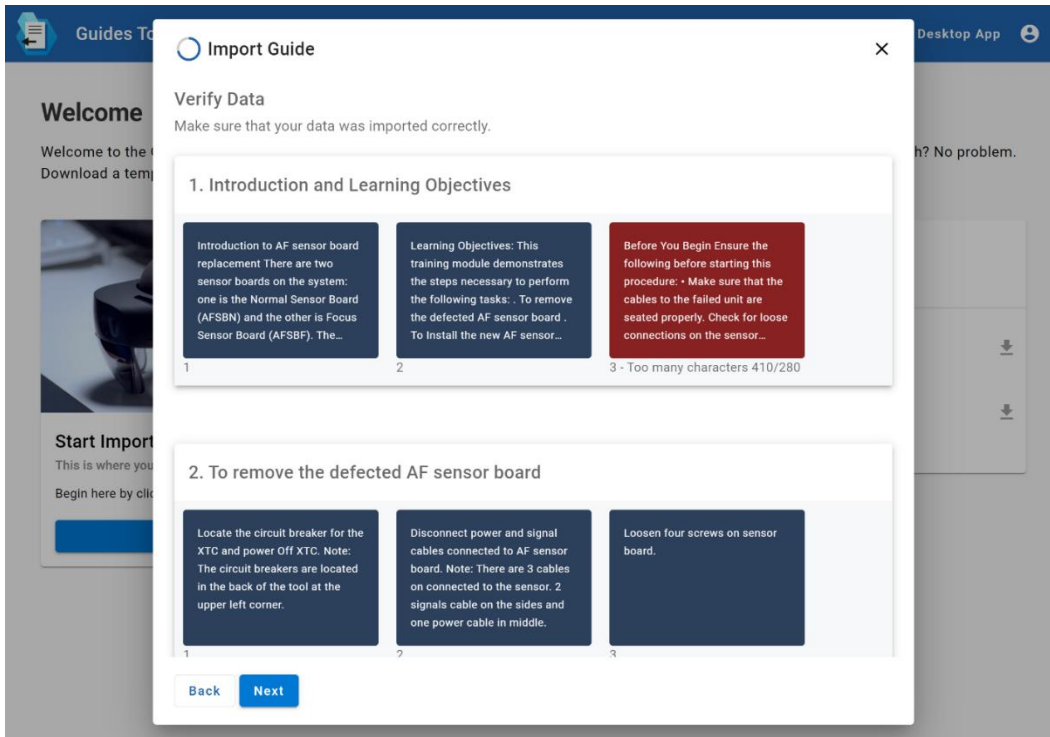 Guides To
Desktop App
Import Guide
Welcome
Verify Data
Make sure that your data was imported correctly.
Welcome to the
h? No problem.
Download a temp
1. Introduction and Learning Objectives
Introduction to AF sensor board
replacement There are two
sensor boards on the system:
one is the Normal Sensor Board
(AFSBN) and the other is Focus
Sensor Board (AFSBF). The…
1
Learning Objectives: This
training module demonstrates
the steps necessary to perform
the following tasks: . To remove
the defected AF sensor board .
To Install the new AF sensor…
2
Before You Begin Ensure the
following before starting this
procedure: • Make sure that the
cables to the failed unit are
seated properly. Check for loose
connections on the sensor…
3 - Too many characters 410/280
Start Import
This is where you
Begin here by clic
2. To remove the defected AF sensor board
Locate the circuit breaker for the
XTC and power Off XTC. Note:
The circuit breakers are located
in the back of the tool at the
upper left corner.
1
Disconnect power and signal
cables connected to AF sensor
board. Note: There are 3 cables
on connected to the sensor. 2
signals cable on the sides and
one power cable in middle.
2
Loosen four screws on sensor
board.
3
Back
Next